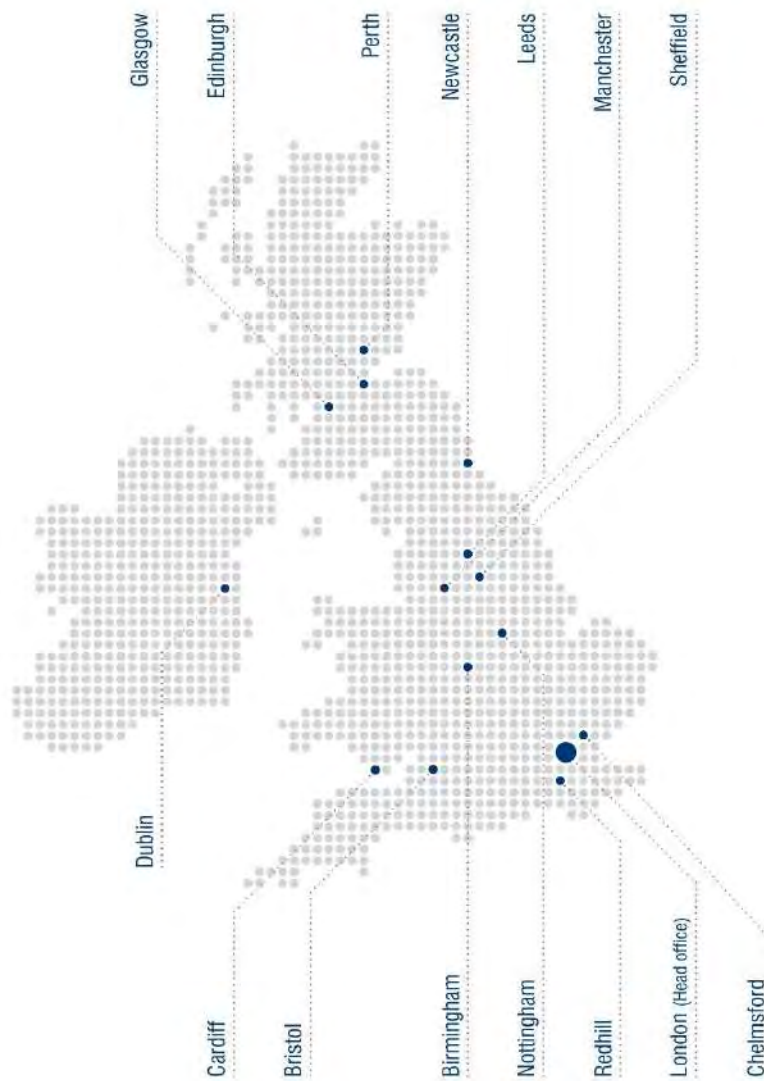 Glasgow
Edinburgh
Perth
Newcastle
Leeds
Manchester
Sheffield
Dublin
Cardiff
Bristol
Birmingham
Nottingham
Redhill
London (Head office)
Chelmsford